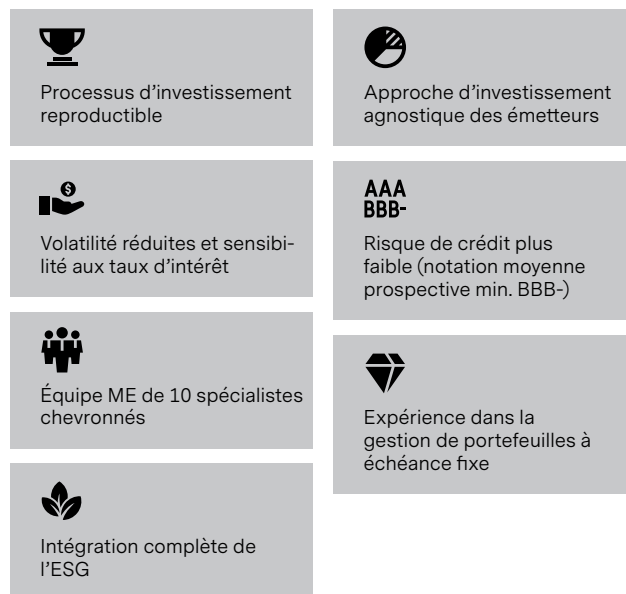 Processus d’investissement
reproductible
Volatilité réduites et sensibi-
lité aux taux d’intérêt
Équipe ME de 10 spécialistes
chevronnés
Intégration complète de
l’ESG
Approche d’investissement
agnostique des émetteurs
AAA
BBB-
Risque de crédit plus
faible (notation moyenne
prospective min. BBB-)
Expérience dans la
gestion de portefeuilles à
échéance fixe
$